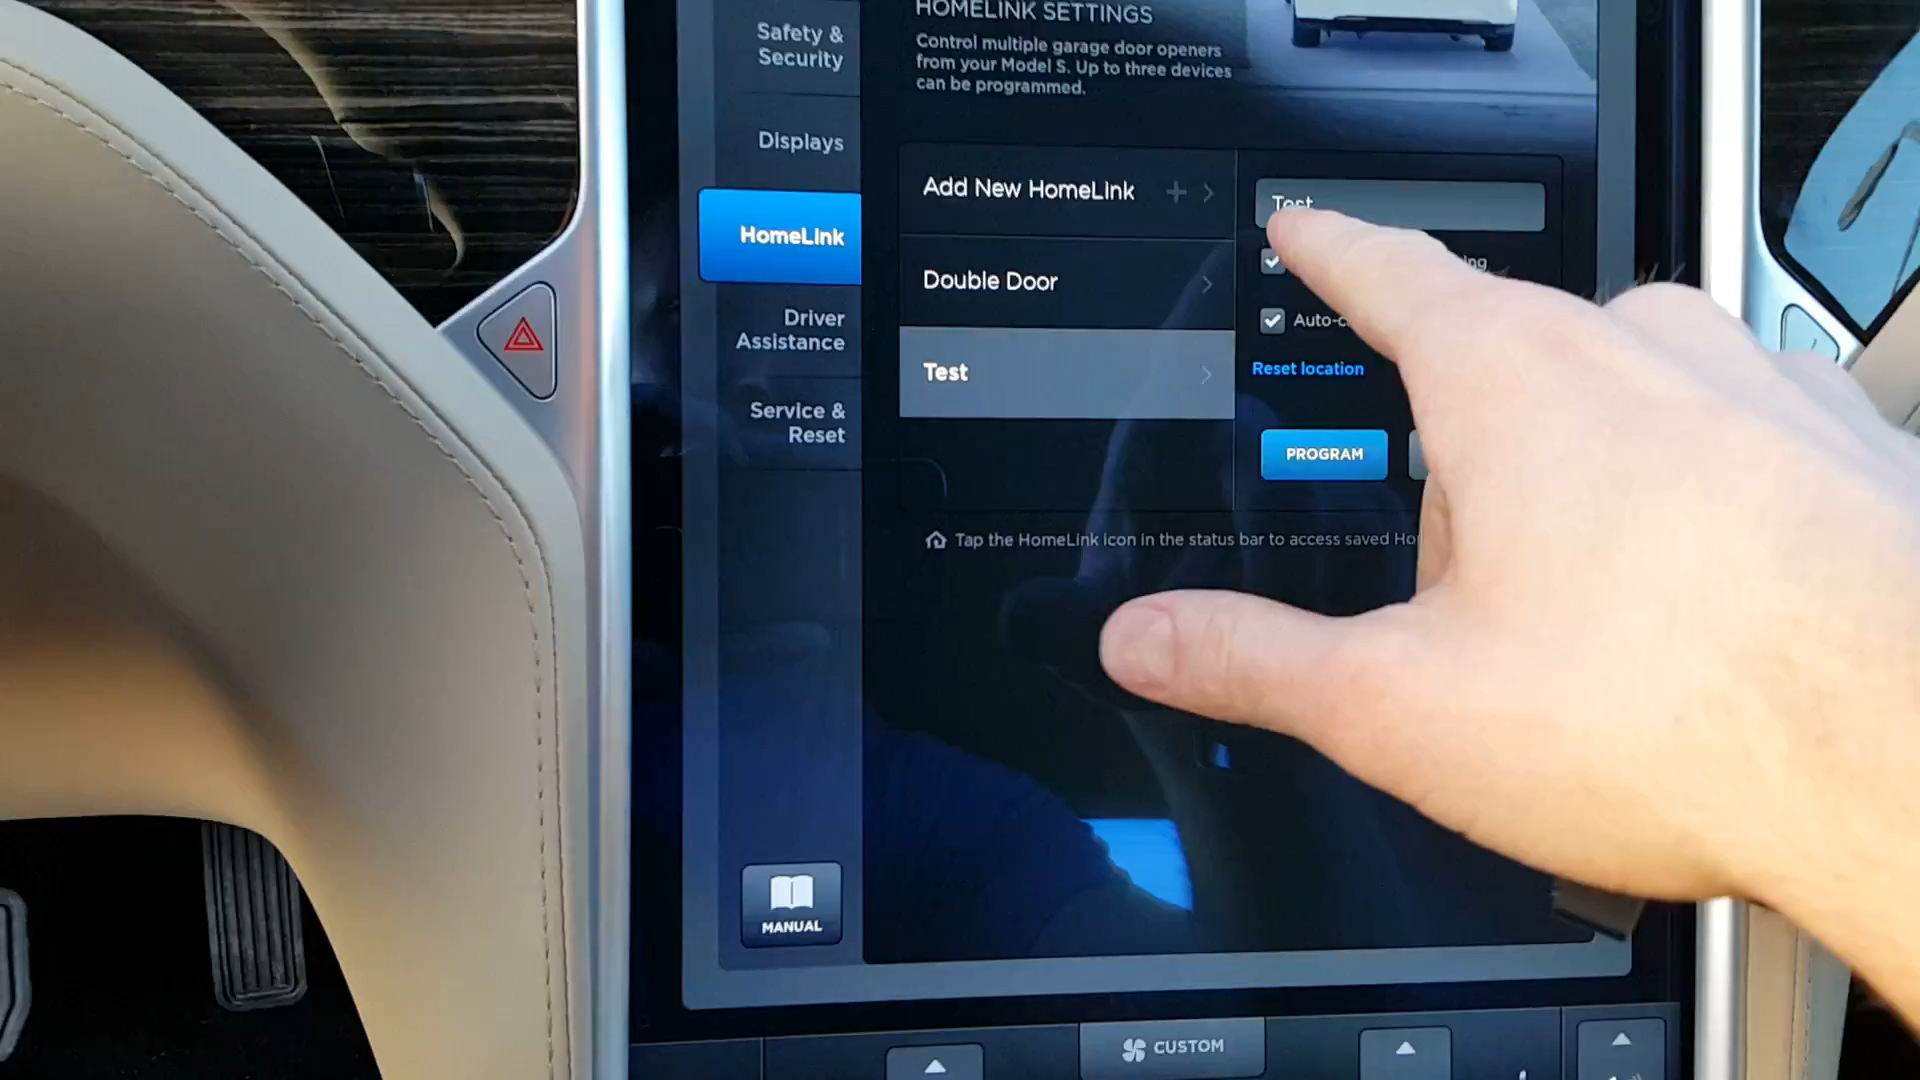 HOMELINK SETTINGS
Control multiple garage door openers
from your Model S. Up to three devices
can be programmed.
Safety &
Security
Displays
HomeLink
Driver
Assistance
Service &
Reset
MANUAL
Add New HomeLink
Double Door
Test
Test
Auto-
Reset location
PROGRAM
Tap the HomeLink icon in the status bar to access saved
CUSTOM